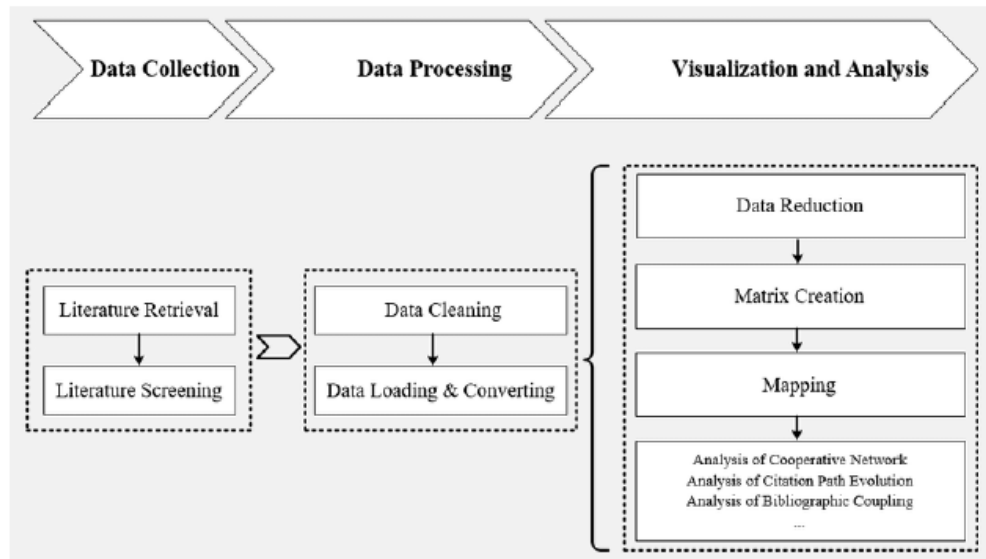 Data Collection
Data Processing
Visualization and Analysis
Literature Retrieval
Literature Screening
Data Cleaning
Data Loading & Converting
Data Reduction
Matrix Creation
Mapping
Analysis of Cooperative Network
Analysis of Citation Path Evolution
Analysis of Bibliographic Coupling
...